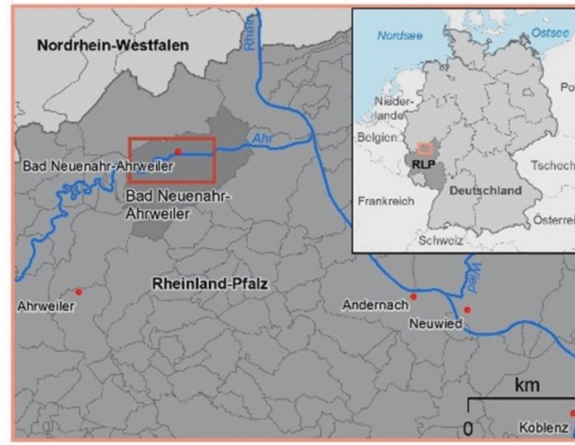 Nordrhein-Westfalen
Rhein
Ahr
Bad Neuenahr-Ahrweiler
Bad Neuenahr-
Ahrweiler
Rheinland-Pfalz
Ahrweiler
Andernach
Neuwied
Wied
km
0
Koblenz
Nordsee
Ostsee
Nieder-
lande
Belgien
RLP
Deutschland
Frankreich
Schweiz
Po
Tschech
Österrei